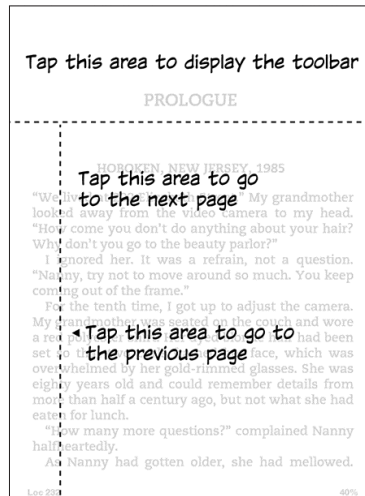 Tap this area to display the toolbar
PROLOGUE
HOBOKEN, NEW JERSEY, 1985
Tap this area to go
to the next page
“We My grandmother
looked away from the video camera to my head.
“How come you don’t do anything about your hair?
Why don’t you go to the beauty parlor?”
I ignored her. It was a refrain, not a question.
“Nanny, try not to move around so much. You keep
coming out of the frame.”
For the tenth time, I got up to adjust the camera.
My grandmother was seated on the couch and wore
Tap this area to go to
the previous page
a red had been
set face, which was
overwhelmed by her gold-rimmed glasses. She was
eighty years old and could remember details from
more than half a century ago, but not what she had
eaten for lunch.
“How many more questions?” complained Nanny
halfheartedly.
As Nanny had gotten older, she had mellowed.
Loc 40%